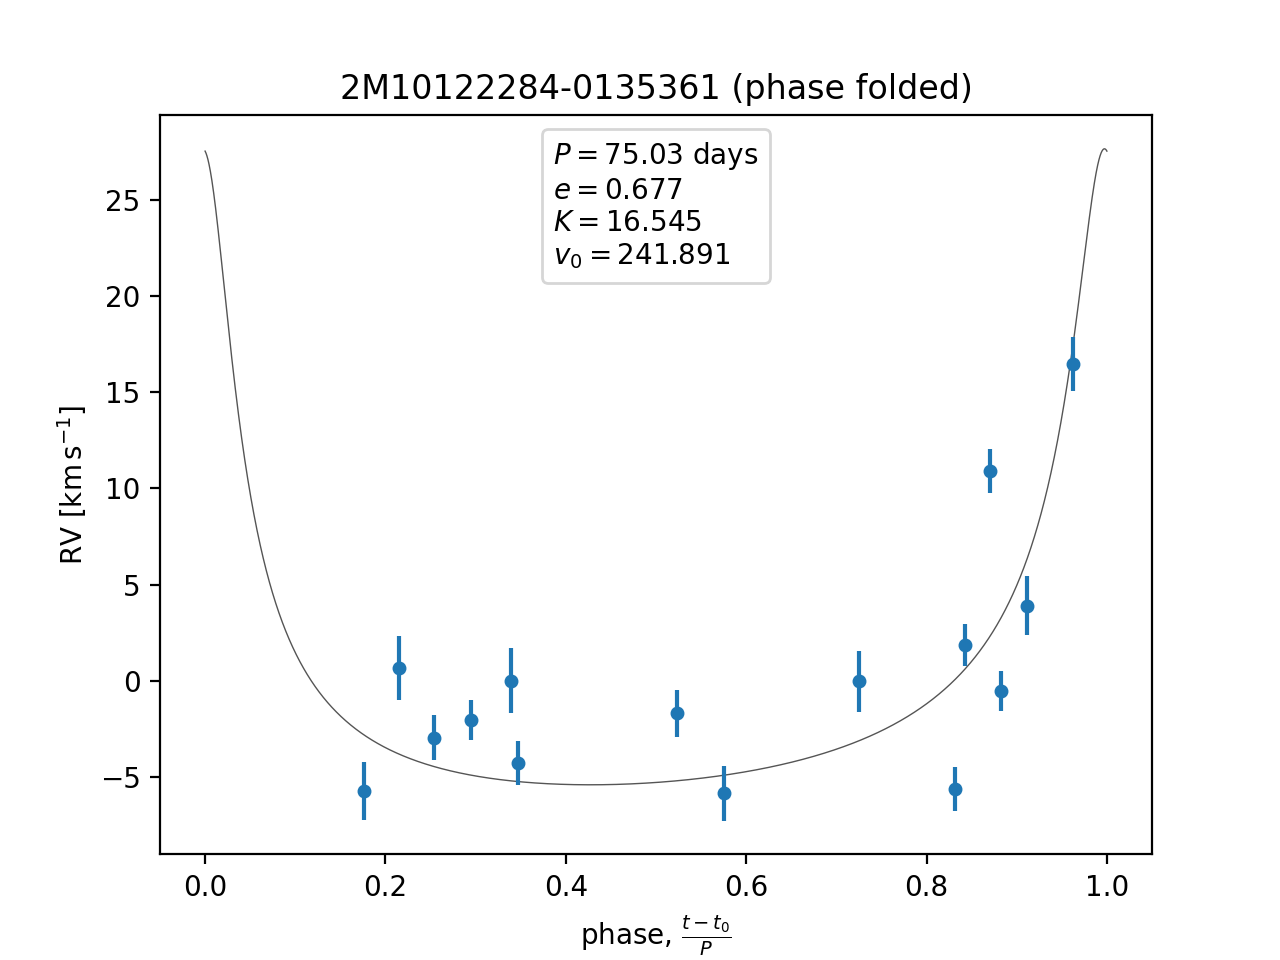 2M10122284-0135361 (phase folded)
P = 75.03 days
e = 0.677
K = 16.545
v₀ = 241.891
RV [km s⁻¹]
25
20
15
10
5
0
−5
0.0 0.2 0.4 0.6 0.8 1.0
phase, (t − t₀)/P